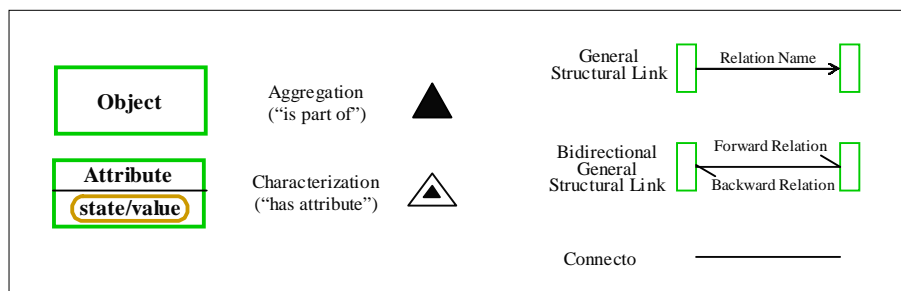 Object
Attribute
state/value
Aggregation
(“is part of”)
Characterization
(“has attribute”)
General
Structural Link
Relation Name
Bidirectional
General
Structural Link
Forward Relation
Backward Relation
Connecto